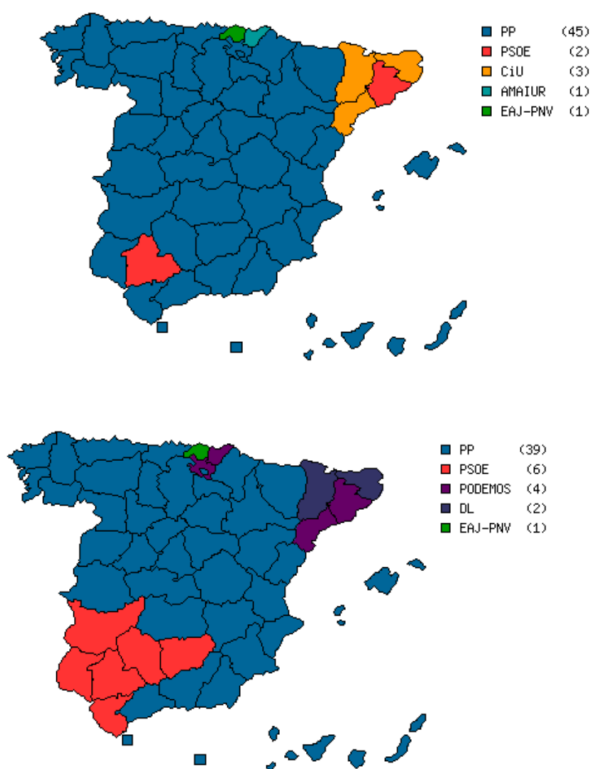 PP (45)
PSOE (2)
CiU (3)
AMAIUR (1)
EAJ-PNV (1)
PP (39)
PSOE (6)
PODEMOS (4)
DL (2)
EAJ-PNV (1)